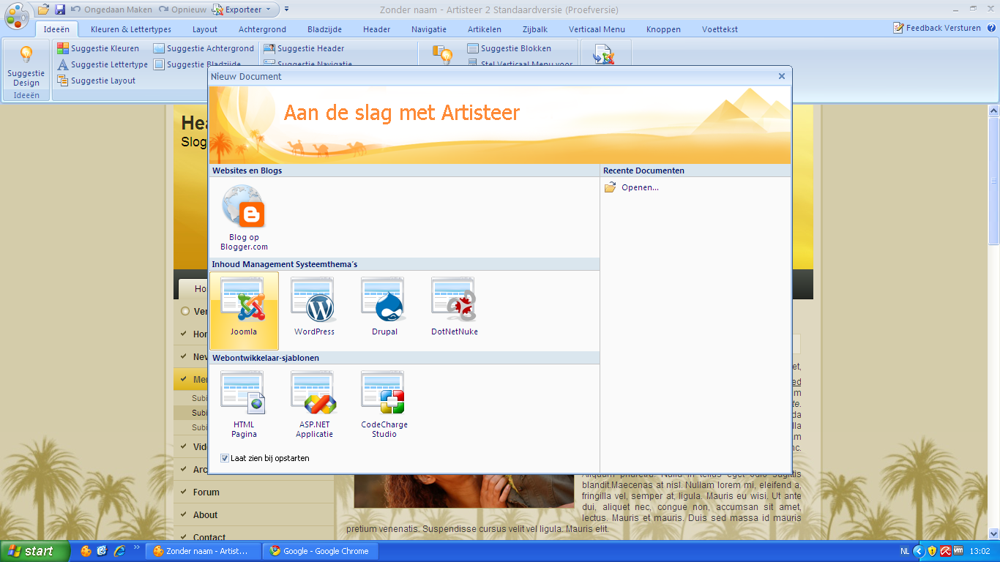 Ongedaan Maken Opnieuw Exporteer Zonder naam - Artisteer 2 Standaardversie (Proefversie)
Ideeën Kleuren & Lettertypes Layout Achtergrond Bladzijde Header Navigatie Artikelen Zijbalk Verticaal Menu Knoppen Voettekst Feedback Versturen
Suggestie Kleuren Suggestie Achtergrond Suggestie Header Suggestie Blokken
Suggestie Lettertype Suggestie Bladzijde Suggestie Navigatie Stel Verticaal Menu voor
Suggestie Layout
Suggestie
Design
Ideeën
Nieuw Document
Aan de slag met Artisteer
Websites en Blogs
Recente Documenten
Openen...
Blog op
Blogger.com
Inhoud Management Systeemthema´s
Joomla WordPress Drupal DotNetNuke
Webontwikkelaar-sjablonen
HTML
Pagina
ASP.NET
Applicatie
CodeCharge
Studio
Laat zien bij opstarten
Forum
About
Contact
blandit.Maecenas at nisl. Nullam lorem mi, eleifend a,
fringilla vel, semper at, ligula. Mauris eu wisi. Ut ante
dui, aliquet nec, congue non, accumsan sit amet,
lectus. Mauris et mauris. Duis sed massa id mauris
pretium venenatis. Suspendisse cursus velit vel ligula. Mauris elit.
start Zonder naam - Artist... Google - Google Chrome NL 13:02